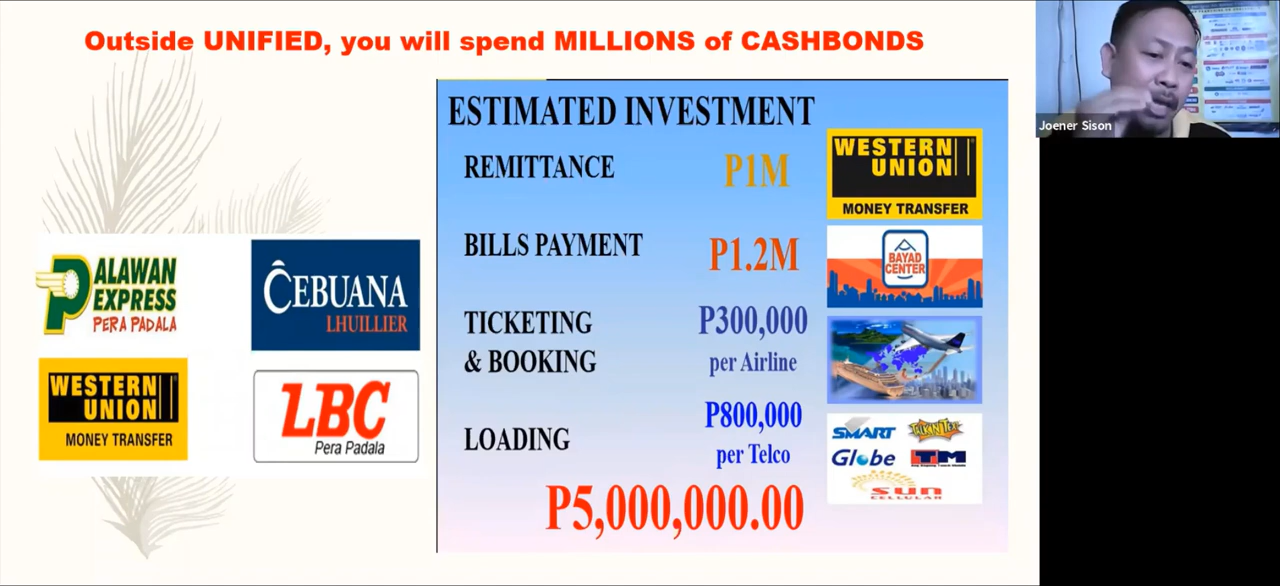 Outside UNIFIED, you will spend MILLIONS of CASHBONDS
Joener Sison
PALAWAN
EXPRESS
PERA PADALA
CEBUANA
LHUILLIER
WESTERN
UNION
MONEY TRANSFER
LBC
Pera Padala
ESTIMATED INVESTMENT
REMITTANCE P1M
WESTERN
UNION
MONEY TRANSFER
BILLS PAYMENT P1.2M
BAYAD
CENTER
TICKETING
& BOOKING
P300,000
per Airline
LOADING
P800,000
per Telco
SMART
Globe TM
SUN
CELLULAR
P5,000,000.00